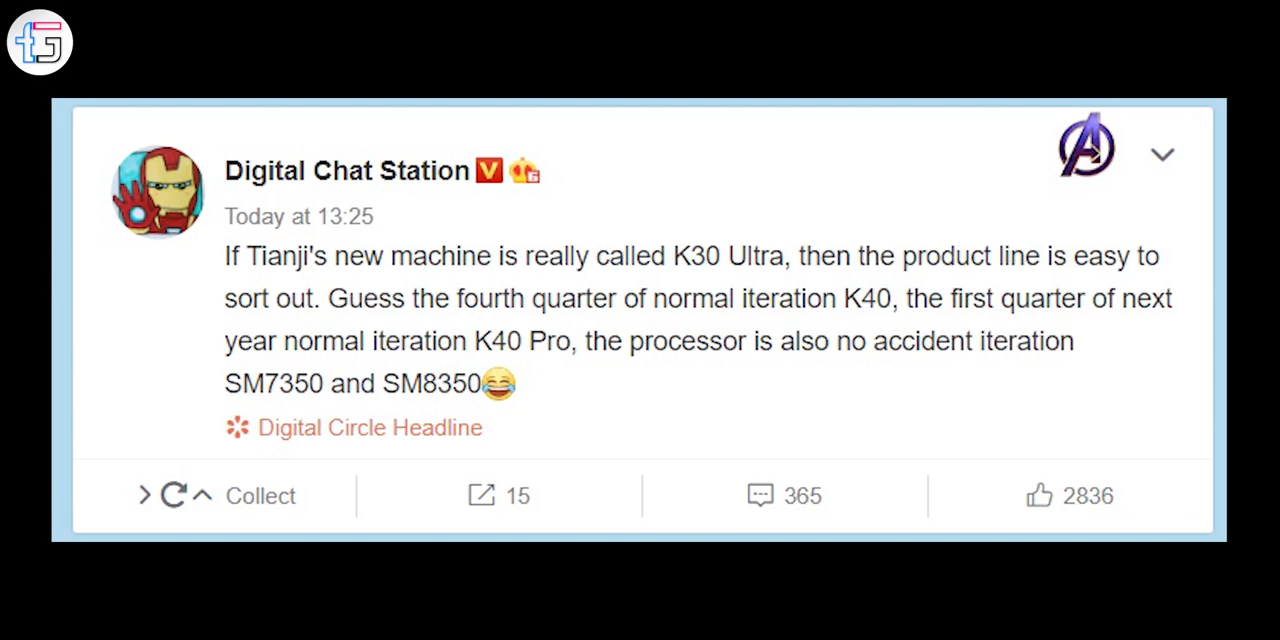 Digital Chat Station
Today at 13:25
If Tianji's new machine is really called K30 Ultra, then the product line is easy to
sort out. Guess the fourth quarter of normal iteration K40, the first quarter of next
year normal iteration K40 Pro, the processor is also no accident iteration
SM7350 and SM8350😂
Digital Circle Headline
Collect
15
365
2836